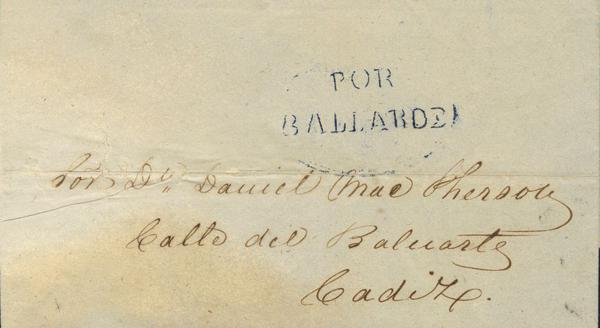 POR
BALLARDE
Sor. Dn. Daniel Mac Pherson
Calle del Baluarte
Cadiz.